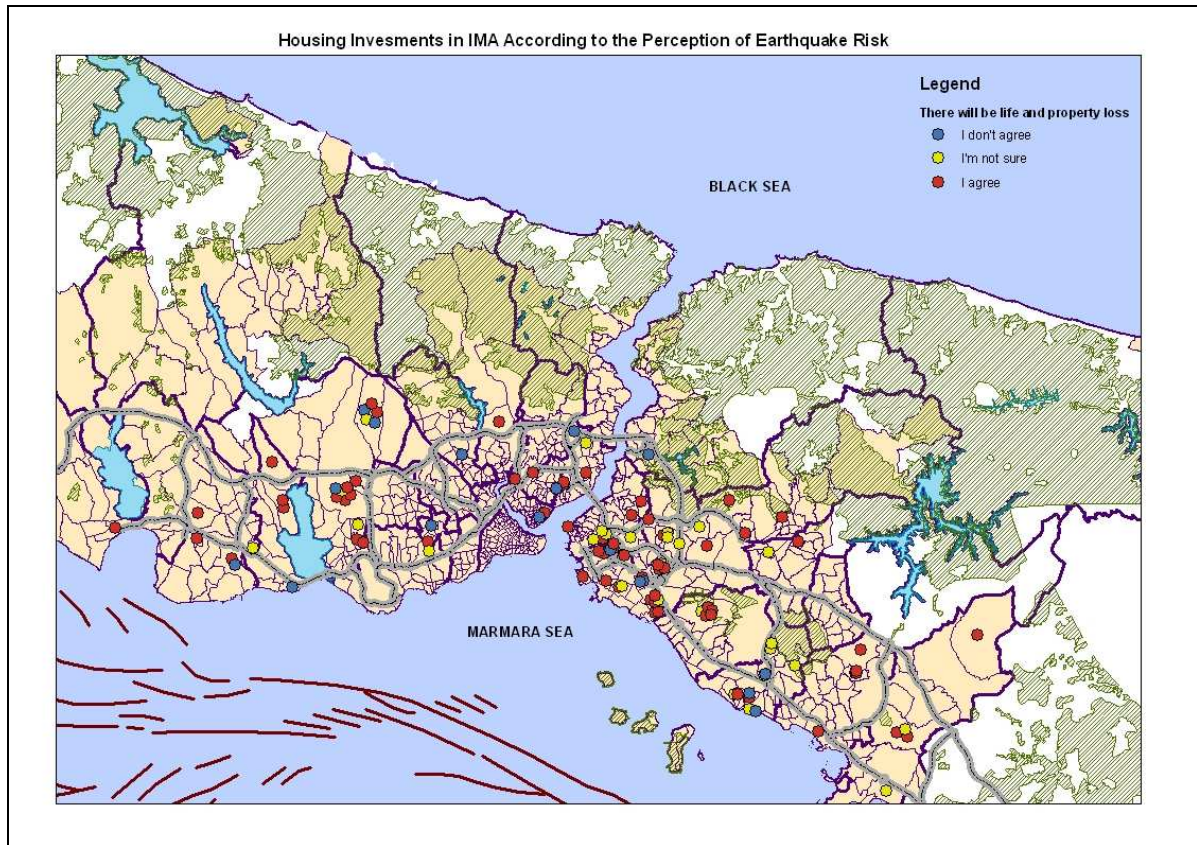 Housing Invesments in IMA According to the Perception of Earthquake Risk
Legend
There will be life and property loss
I don't agree
I'm not sure
I agree
BLACK SEA
MARMARA SEA